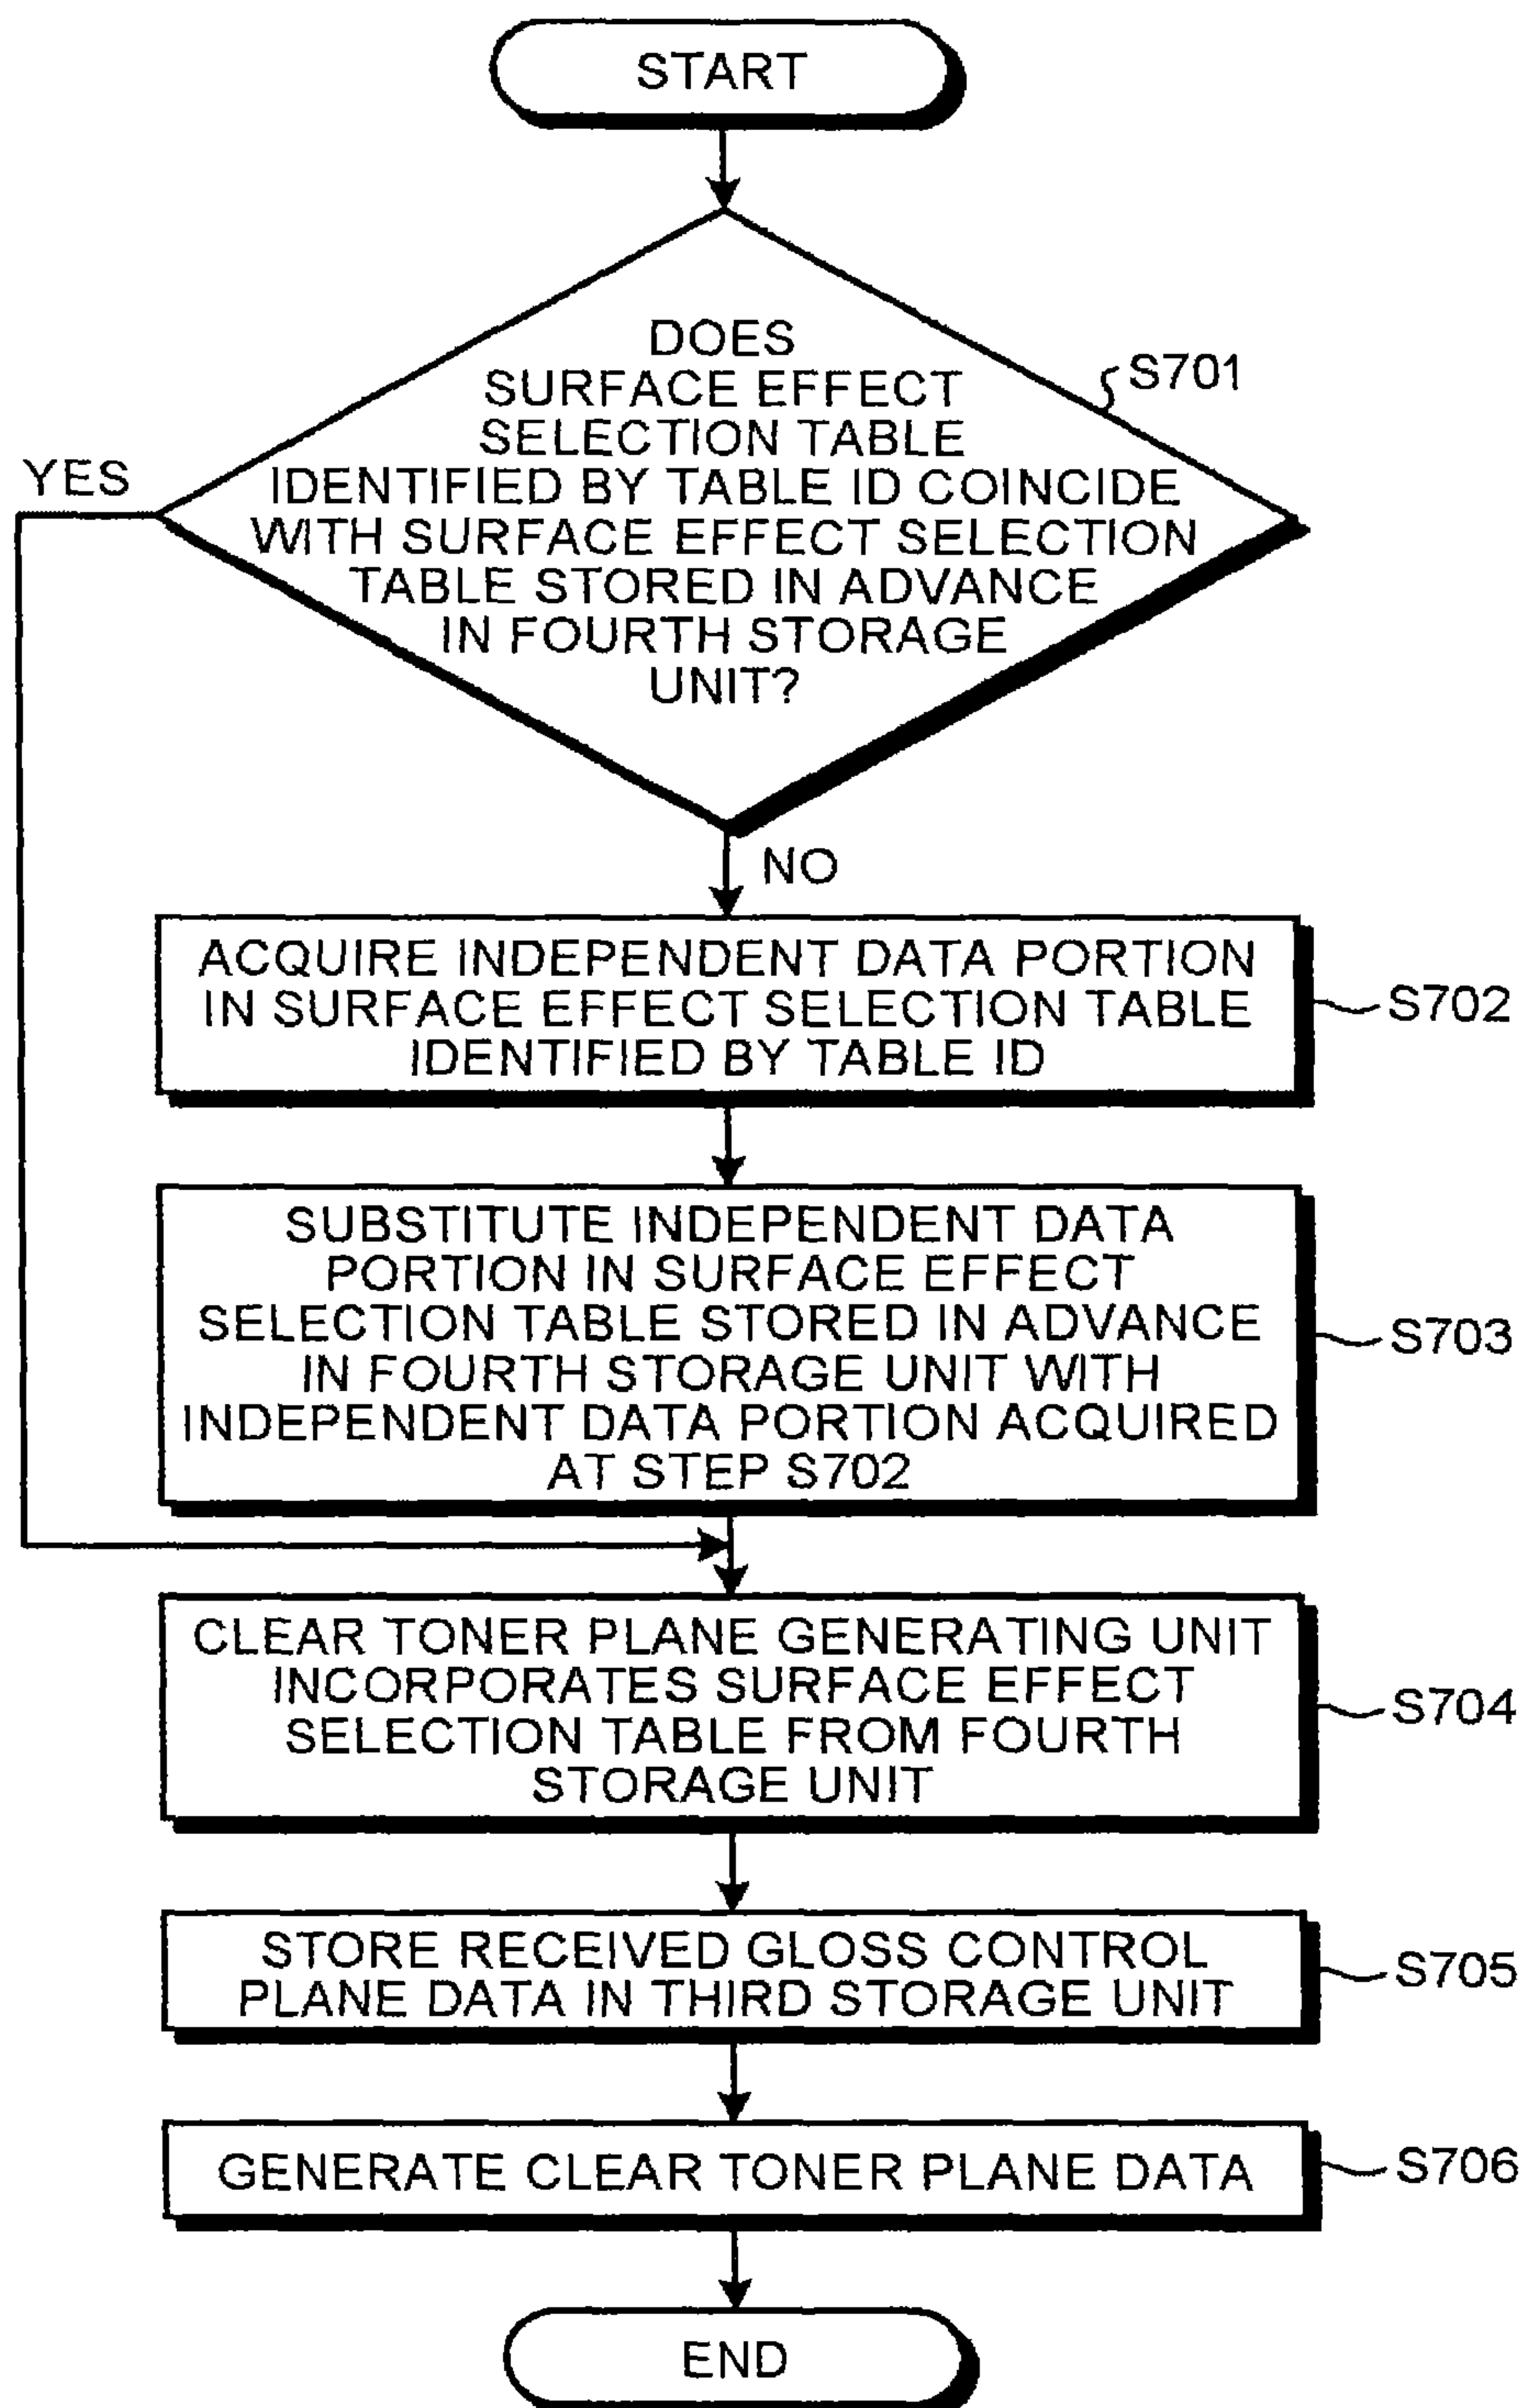 START
DOES
SURFACE EFFECT
SELECTION TABLE
IDENTIFIED BY TABLE ID COINCIDE
WITH SURFACE EFFECT SELECTION
TABLE STORED IN ADVANCE
IN FOURTH STORAGE
UNIT?
S701
YES
NO
ACQUIRE INDEPENDENT DATA PORTION
IN SURFACE EFFECT SELECTION TABLE
IDENTIFIED BY TABLE ID
S702
SUBSTITUTE INDEPENDENT DATA
PORTION IN SURFACE EFFECT
SELECTION TABLE STORED IN ADVANCE
IN FOURTH STORAGE UNIT WITH
INDEPENDENT DATA PORTION ACQUIRED
AT STEP S702
S703
CLEAR TONER PLANE GENERATING UNIT
INCORPORATES SURFACE EFFECT
SELECTION TABLE FROM FOURTH
STORAGE UNIT
S704
STORE RECEIVED GLOSS CONTROL
PLANE DATA IN THIRD STORAGE UNIT
S705
GENERATE CLEAR TONER PLANE DATA
S706
END